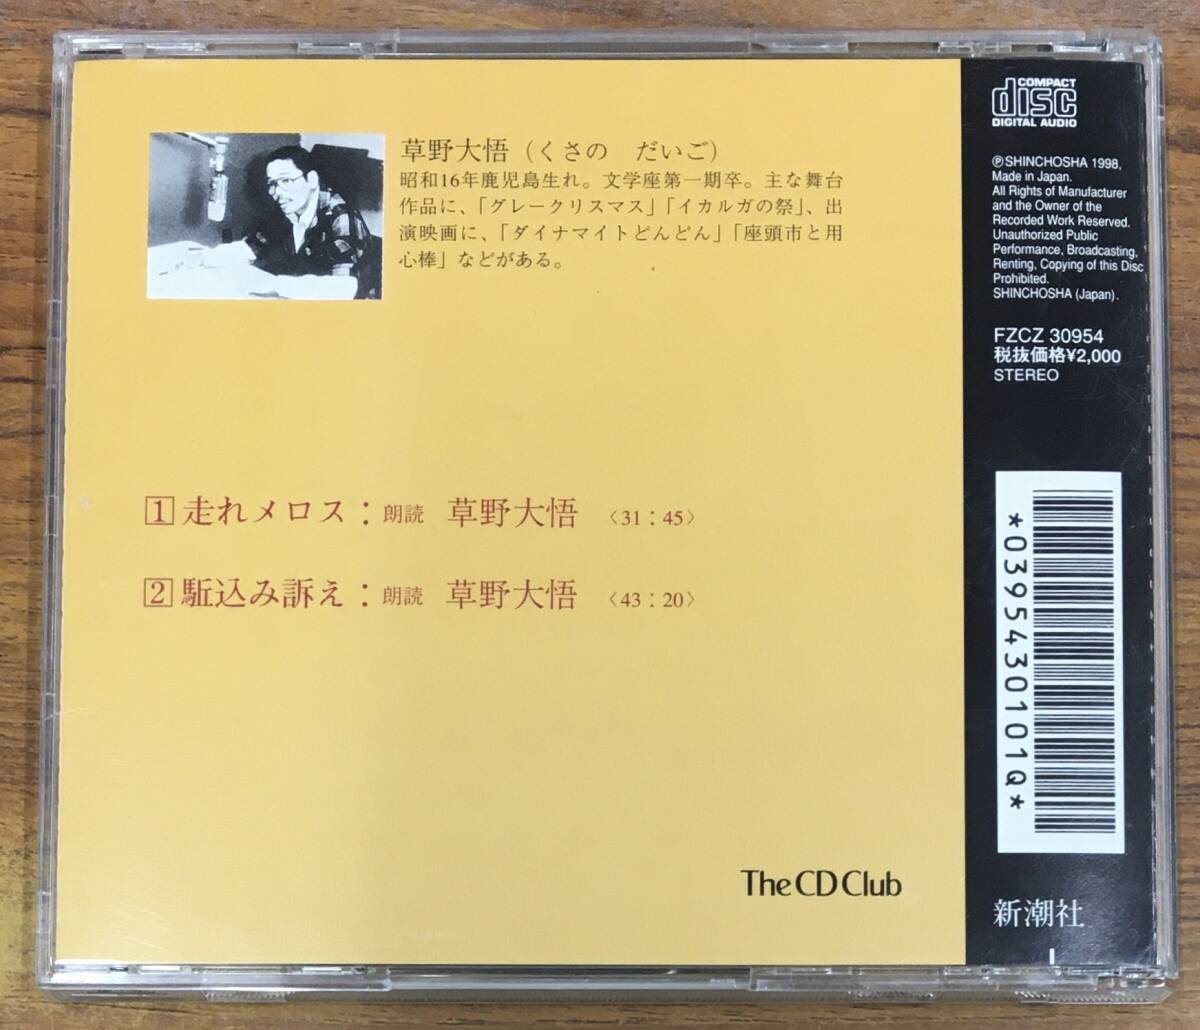 草野大悟（くさの　だいご）
昭和16年鹿児島生れ。文学座第一期卒。主な舞台
作品に、「グレークリスマス」「イカルガの祭」、出
演映画に、「ダイナマイトどんどん」「座頭市と用
心棒」などがある。
1 走れメロス：朗読 草野大悟 〈31：45〉
2 駈込み訴え：朗読 草野大悟 〈43：20〉
The CD Club
COMPACT
disc
DIGITAL AUDIO
ⓅSHINCHOSHA 1998,
Made in Japan.
All Rights of Manufacturer
and the Owner of the
Recorded Work Reserved.
Unauthorized Public
Performance, Broadcasting,
Renting, Copying of this Disc
Prohibited.
SHINCHOSHA (Japan).
FZCZ 30954
税抜価格¥2,000
STEREO
*0395430101Q*
新潮社